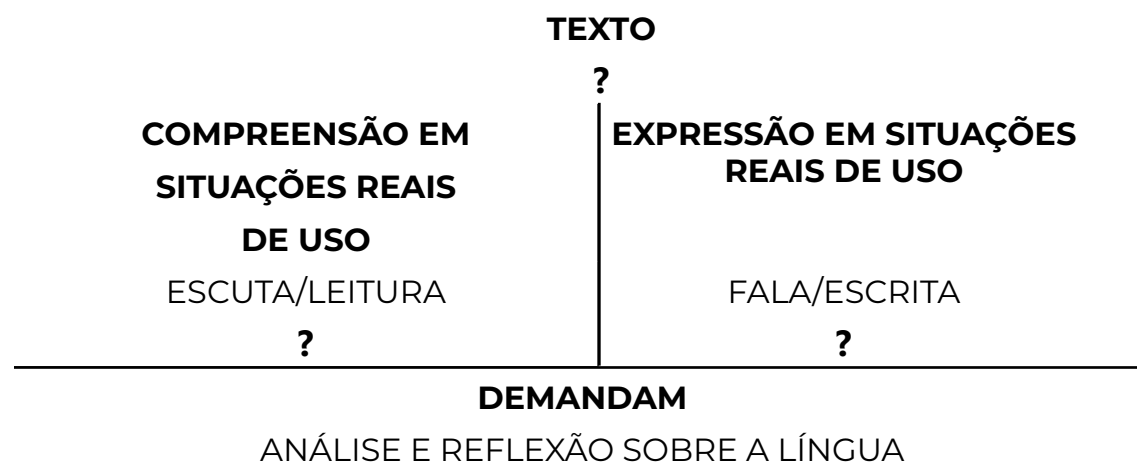 TEXTO
?
COMPREENSÃO EM
SITUAÇÕES REAIS
DE USO
ESCUTA/LEITURA
?
EXPRESSÃO EM SITUAÇÕES
REAIS DE USO
FALA/ESCRITA
?
DEMANDAM
ANÁLISE E REFLEXÃO SOBRE A LÍNGUA